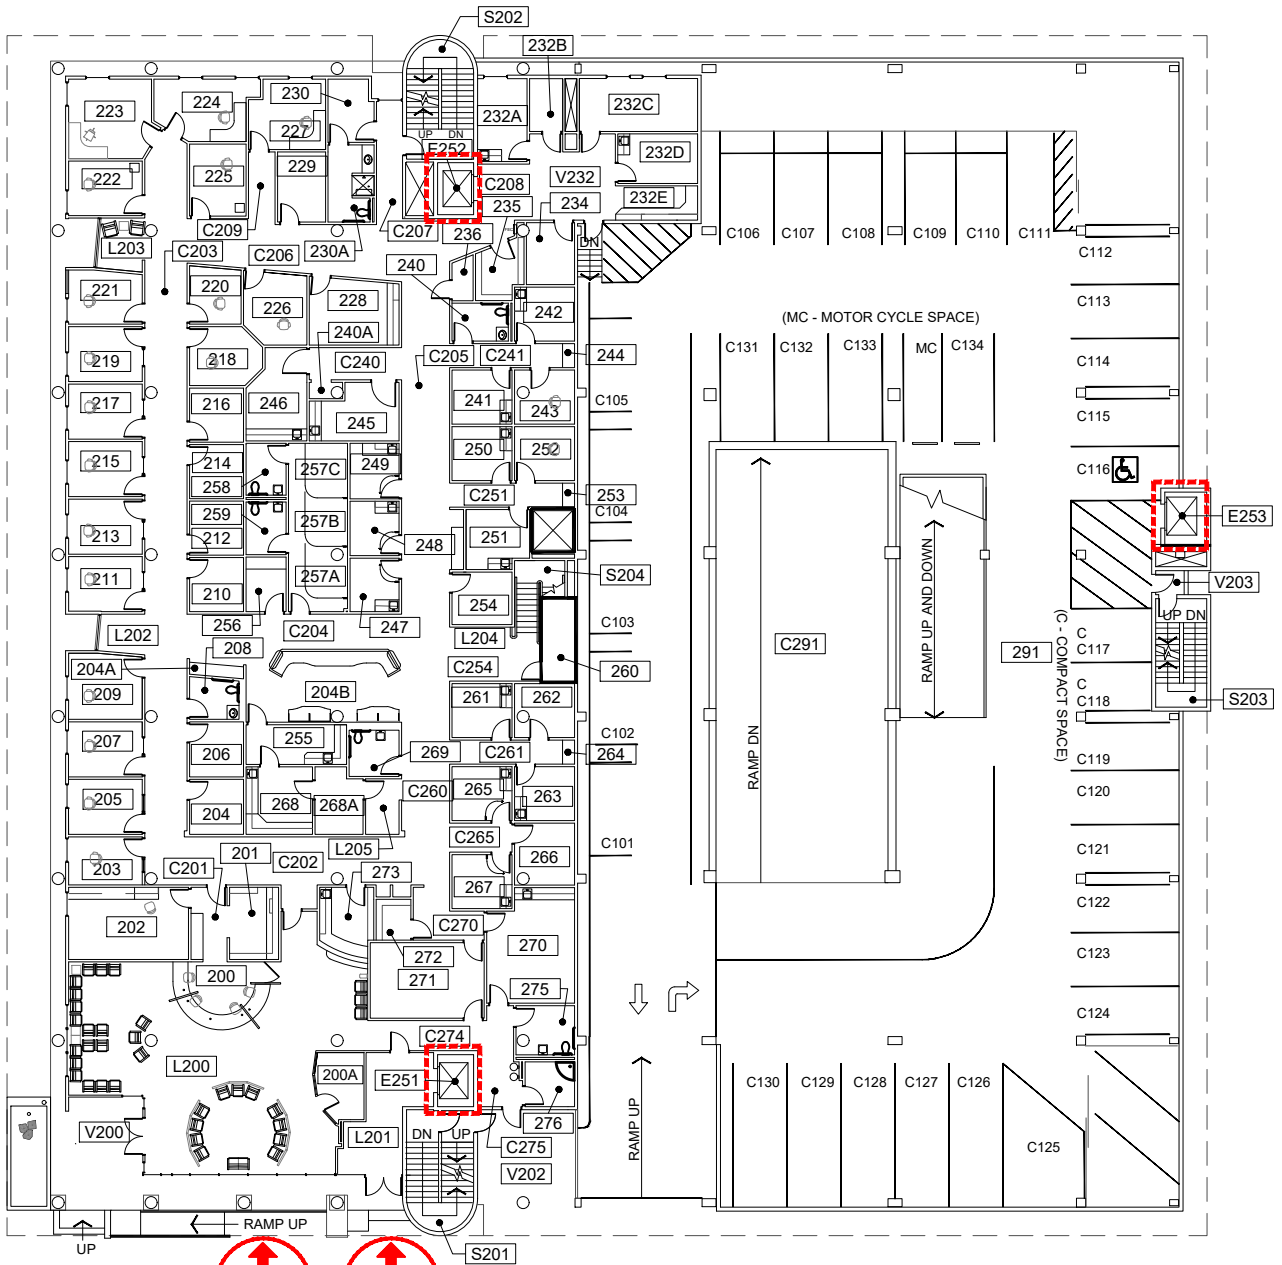 S202
232B
230
223
224
227
232A
232C
UP DN
E252
232D
222
225
229
C208
V232
232E
235
234
C209
C207
L203
236
DN
C203
C206
230A
240
C106
C107
C108
C109
C110
C111
C112
221
220
226
228
242
C113
240A
(MC - MOTOR CYCLE SPACE)
219
218
C240
C205
C241
244
C131
C132
C133
MC
C134
C114
217
216
246
245
241
243
C105
C115
215
214
257C
249
250
252
C116
258
C251
253
213
259
257B
248
251
C104
E253
212
211
210
257A
254
S204
V203
256
247
UP DN
L202
C204
L204
C103
C
C117
208
C291
RAMP UP AND DOWN
291
(C - COMPACT SPACE)
204A
C254
260
209
204B
261
262
C
C118
S203
207
206
255
269
C261
C102
264
RAMP DN
C119
205
204
268
268A
C260
265
263
C120
L205
C265
C101
C121
203
C201
201
C202
273
266
267
C122
202
C270
272
270
C123
200
271
275
C124
L200
C274
200A
E251
C130
C129
C128
C127
C126
276
V200
L201
DN UP
C275
RAMP UP
C125
V202
RAMP UP
UP
S201